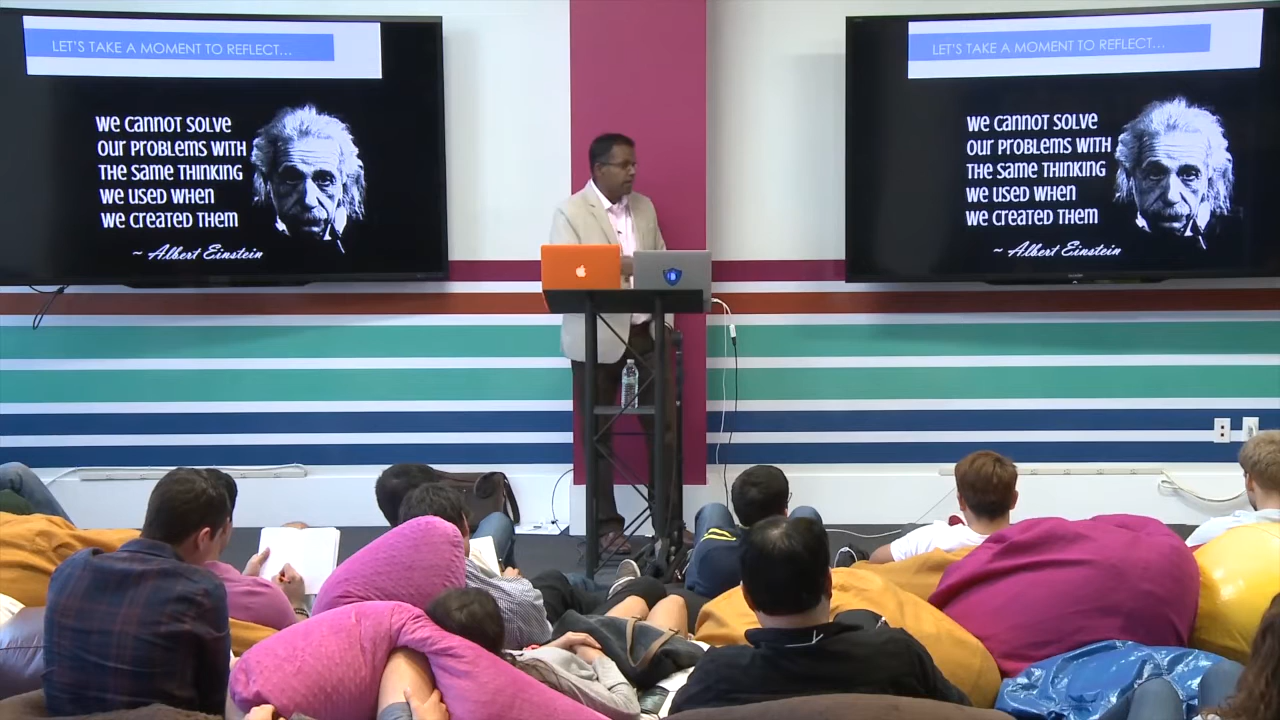 LET'S TAKE A MOMENT TO REFLECT...
WE CANNOT SOLVE
OUR PROBLEMS WITH
THE SAME THINKING
WE USED WHEN
WE CREATED THEM
~ Albert Einstein
LET'S TAKE A MOMENT TO REFLECT...
WE CANNOT SOLVE
OUR PROBLEMS WITH
THE SAME THINKING
WE USED WHEN
WE CREATED THEM
~ Albert Einstein